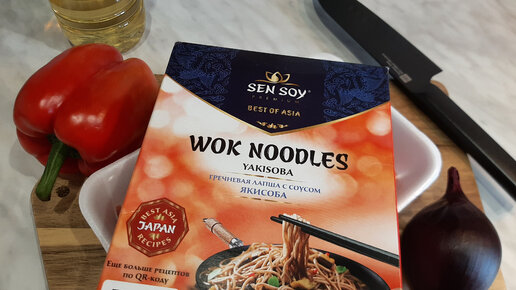 SEN SOY®
PREMIUM
BEST OF ASIA
WOK NOODLES
YAKISOBA
ГРЕЧНЕВАЯ ЛАПША С СОУСОМ
ЯКИСОБА
BEST ASIA
JAPAN
RECIPES
ЕЩЕ БОЛЬШЕ РЕЦЕПТОВ
ПО QR-КОДУ